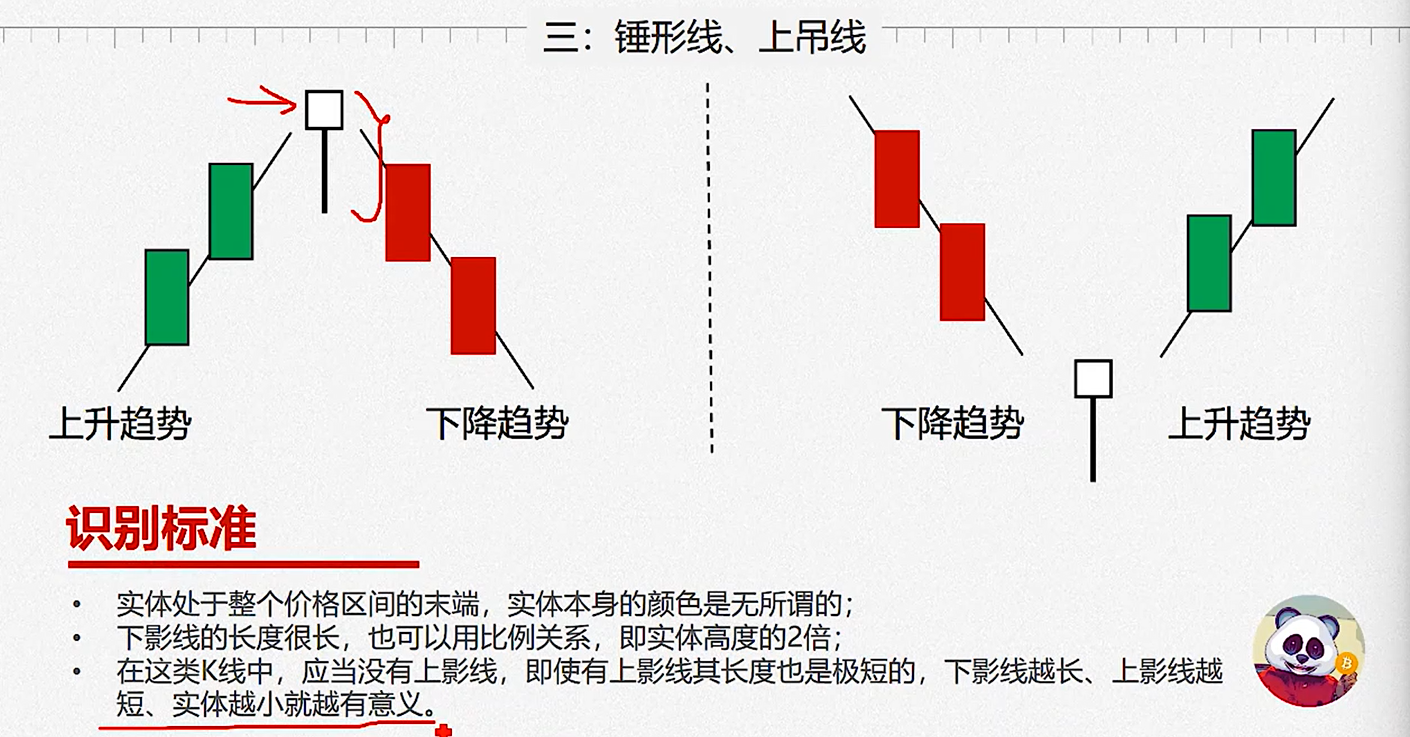 三：锤形线、上吊线
上升趋势
下降趋势
下降趋势
上升趋势
识别标准
• 实体处于整个价格区间的末端，实体本身的颜色是无所谓的；
• 下影线的长度很长，也可以用比例关系，即实体高度的2倍；
• 在这类K线中，应当没有上影线，即使有上影线其长度也是极短的，下影线越长、上影线越
短、实体越小就越有意义。